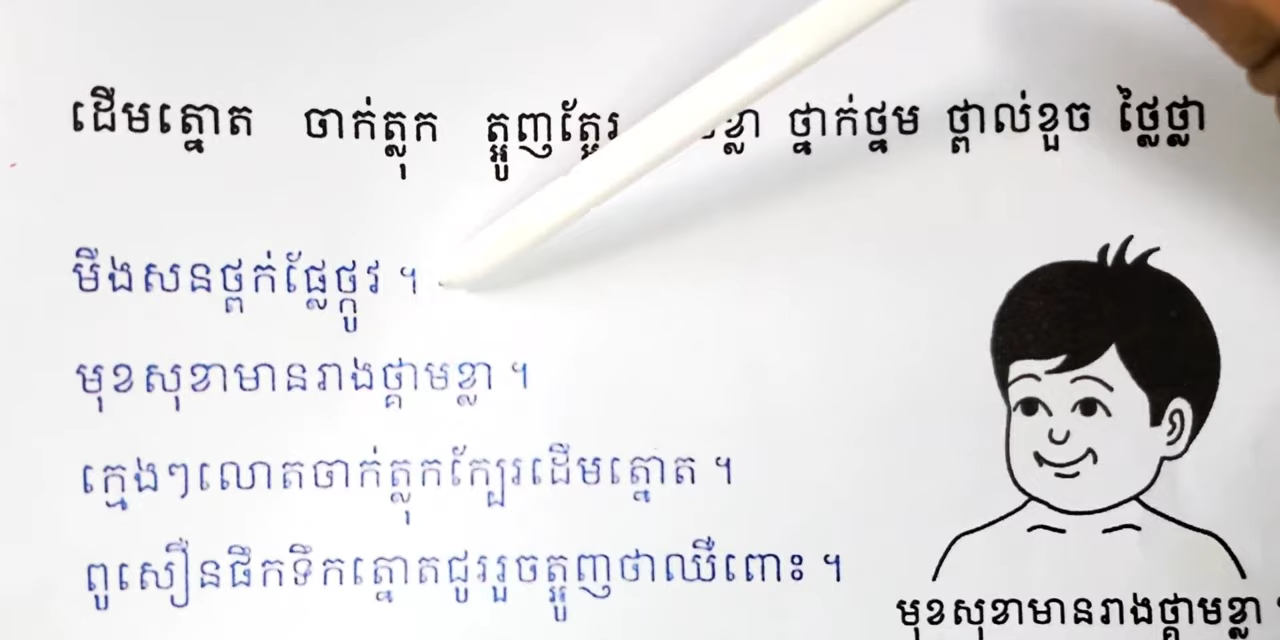 ដើមត្នោត ចាក់ត្លុក ត្អូញត្អែរ ខ្លា ថ្នាក់ថ្នម ថ្ពាល់ខួច ថ្លៃថ្លា
មីងសនថ្ពក់ផ្លែថ្កូវ ។
មុខសុខាមានរាងថ្គាមខ្លា ។
ក្មេងៗលោតចាក់ត្លុកក្បែរដើមត្នោត ។
ពូសឿនផឹកទឹកត្នោតជូររួចត្អូញថាឈឺពោះ ។
មុខសុខាមានរាងថ្គាមខ្លា